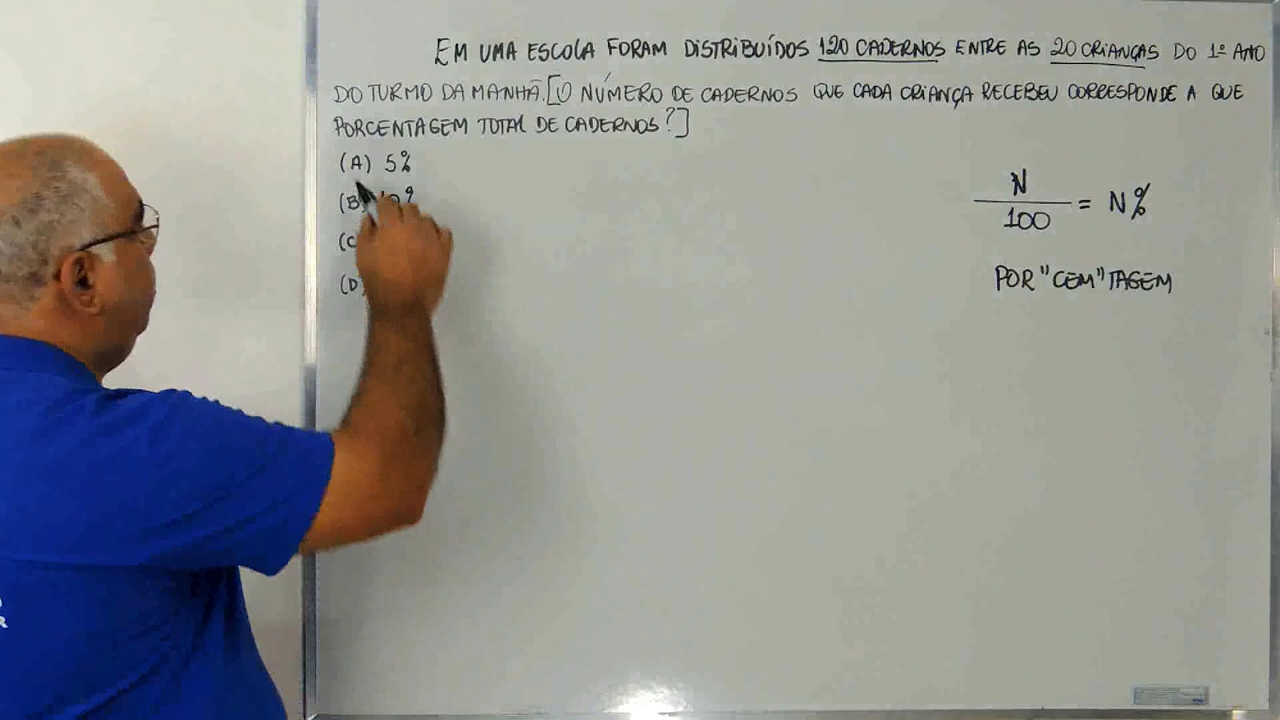 EM UMA ESCOLA FORAM DISTRIBUÍDOS 120 CADERNOS ENTRE AS 20 CRIANÇAS DO 1º ANO
DO TURMO DA MANHÃ.[O NÚMERO DE CADERNOS QUE CADA CRIANÇA RECEBEU CORRESPONDE A QUE
PORCENTAGEM TOTAL DE CADERNOS?]
(A) 5%
(B)
(C
(D)
N
100
= N%
POR "CEM" TAGEM